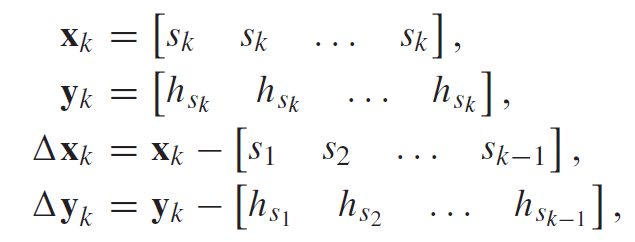 x_k = [s_k s_k … s_k],
y_k = [h_{s_k} h_{s_k} … h_{s_k}],
Δx_k = x_k − [s_1 s_2 … s_{k−1}],
Δy_k = y_k − [h_{s_1} h_{s_2} … h_{s_{k−1}}],